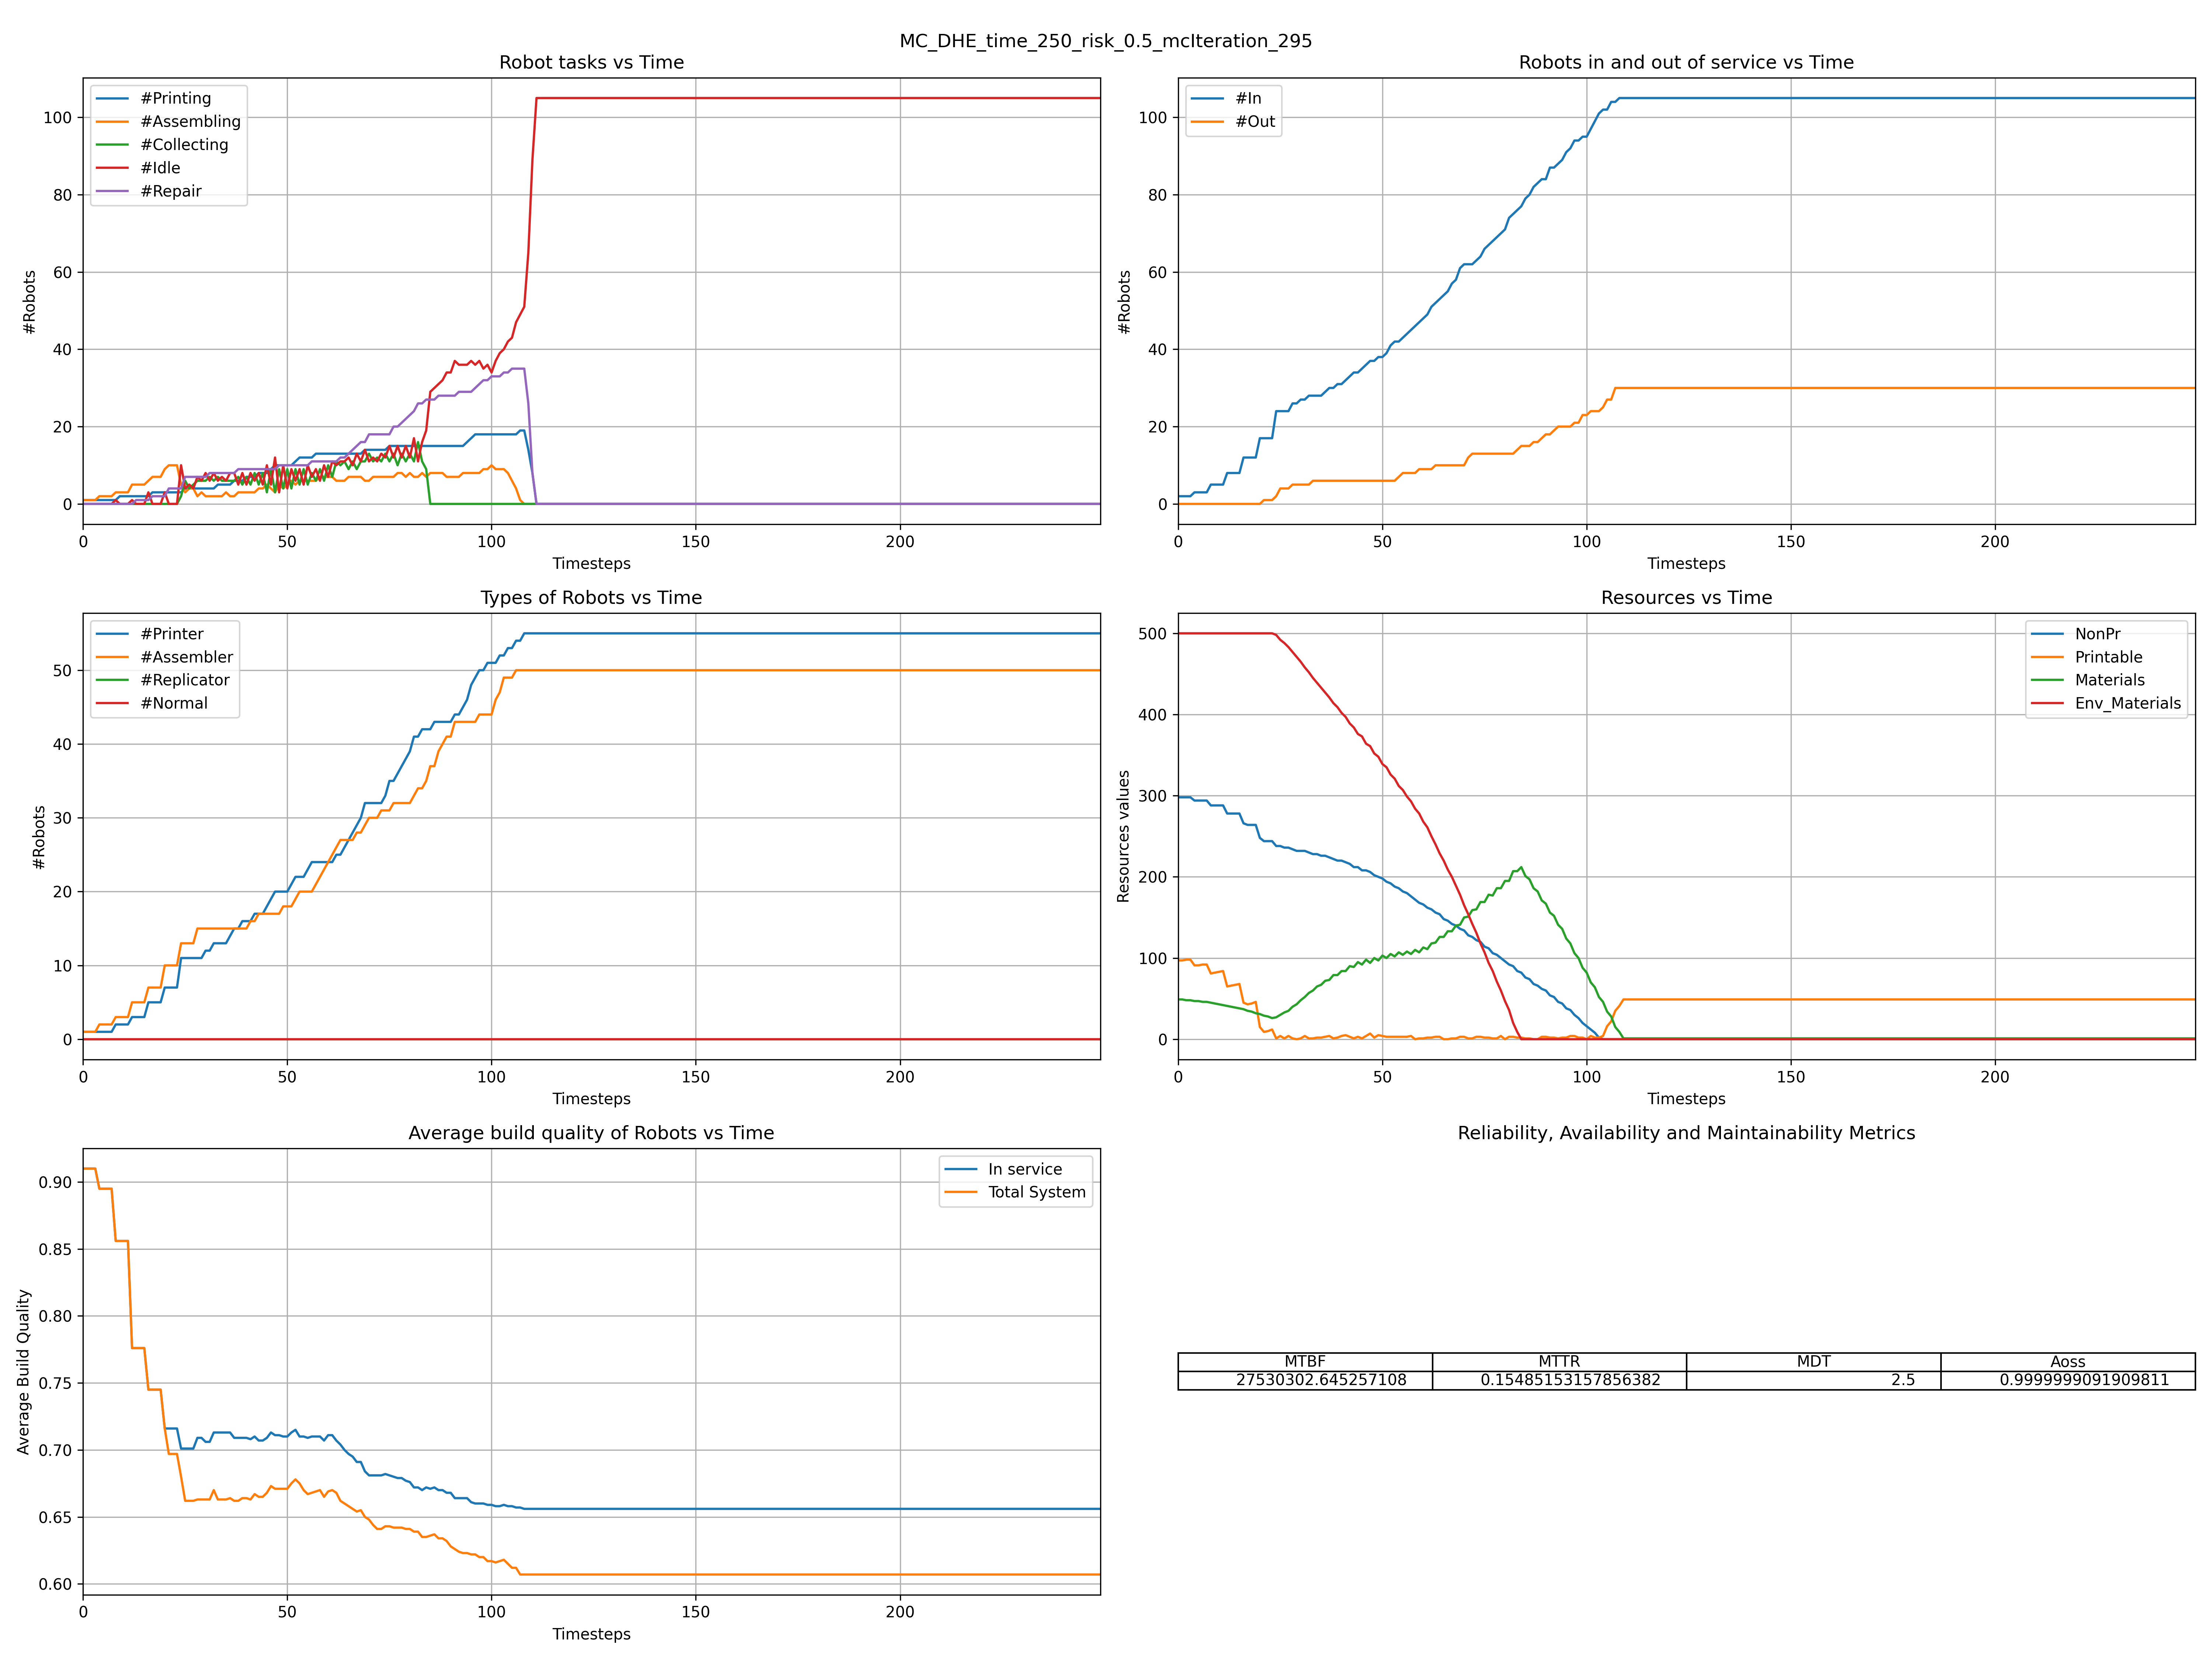 MC_DHE_time_250_risk_0.5_mcIteration_295
Robot tasks vs Time
#Printing
#Assembling
#Collecting
#Idle
#Repair
100
80
60
40
20
0
#Robots
0 50 100 150 200
Timesteps
Robots in and out of service vs Time
#In
#Out
100
80
60
40
20
0
#Robots
0 50 100 150 200
Timesteps
Types of Robots vs Time
#Printer
#Assembler
#Replicator
#Normal
50
40
30
20
10
0
#Robots
0 50 100 150 200
Timesteps
Resources vs Time
NonPr
Printable
Materials
Env_Materials
500
400
300
200
100
0
Resources values
0 50 100 150 200
Timesteps
Average build quality of Robots vs Time
In service
Total System
0.90
0.85
0.80
0.75
0.70
0.65
0.60
Average Build Quality
0 50 100 150 200
Timesteps
Reliability, Availability and Maintainability Metrics
MTBF MTTR MDT Aoss
27530302.645257108 0.15485153157856382 2.5 0.9999999091909811